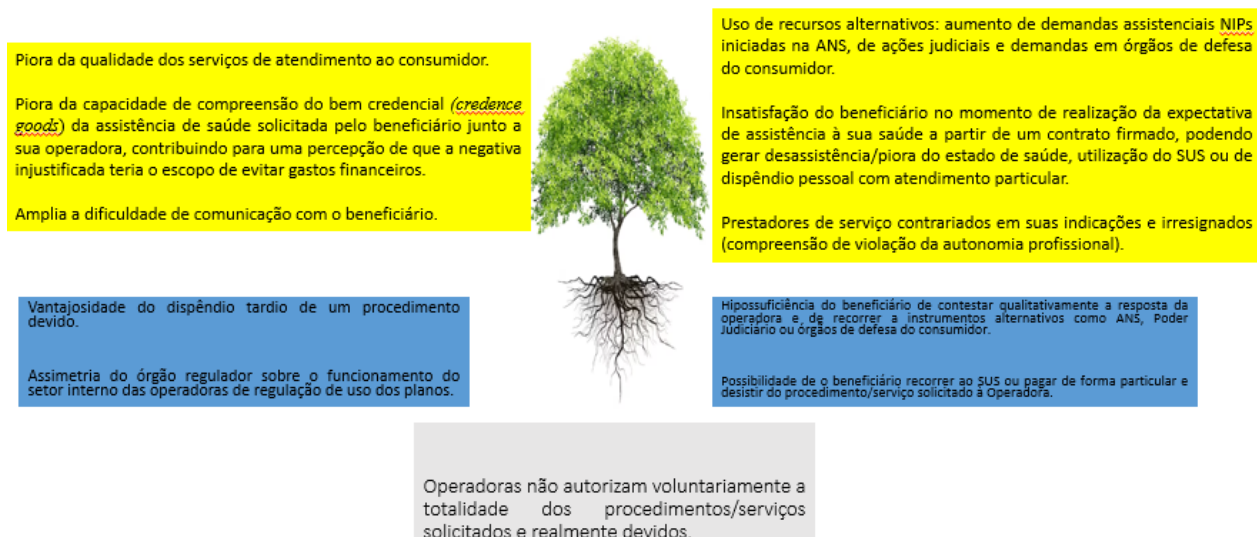 Piora da qualidade dos serviços de atendimento ao consumidor.
Piora da capacidade de compreensão do bem credencial (credence
goods) da assistência de saúde solicitada pelo beneficiário junto a
sua operadora, contribuindo para uma percepção de que a negativa
injustificada teria o escopo de evitar gastos financeiros.
Amplia a dificuldade de comunicação com o beneficiário.
Uso de recursos alternativos: aumento de demandas assistenciais NIPs
iniciadas na ANS, de ações judiciais e demandas em órgãos de defesa
do consumidor.
Insatisfação do beneficiário no momento de realização da expectativa
de assistência à sua saúde a partir de um contrato firmado, podendo
gerar desassistência/piora do estado de saúde, utilização do SUS ou de
dispêndio pessoal com atendimento particular.
Prestadores de serviço contrariados em suas indicações e irresignados
(compreensão de violação da autonomia profissional).
Vantajosidade do dispêndio tardio de um procedimento
devido.
Assimetria do órgão regulador sobre o funcionamento do
setor interno das operadoras de regulação de uso dos planos.
Hipossuficiência do beneficiário de contestar qualitativamente a resposta da
operadora e de recorrer a instrumentos alternativos como ANS, Poder
Judiciário ou órgãos de defesa do consumidor.
Possibilidade de o beneficiário recorrer ao SUS ou pagar de forma particular e
desistir do procedimento/serviço solicitado à Operadora.
Operadoras não autorizam voluntariamente a
totalidade dos procedimentos/serviços
solicitados e realmente devidos.